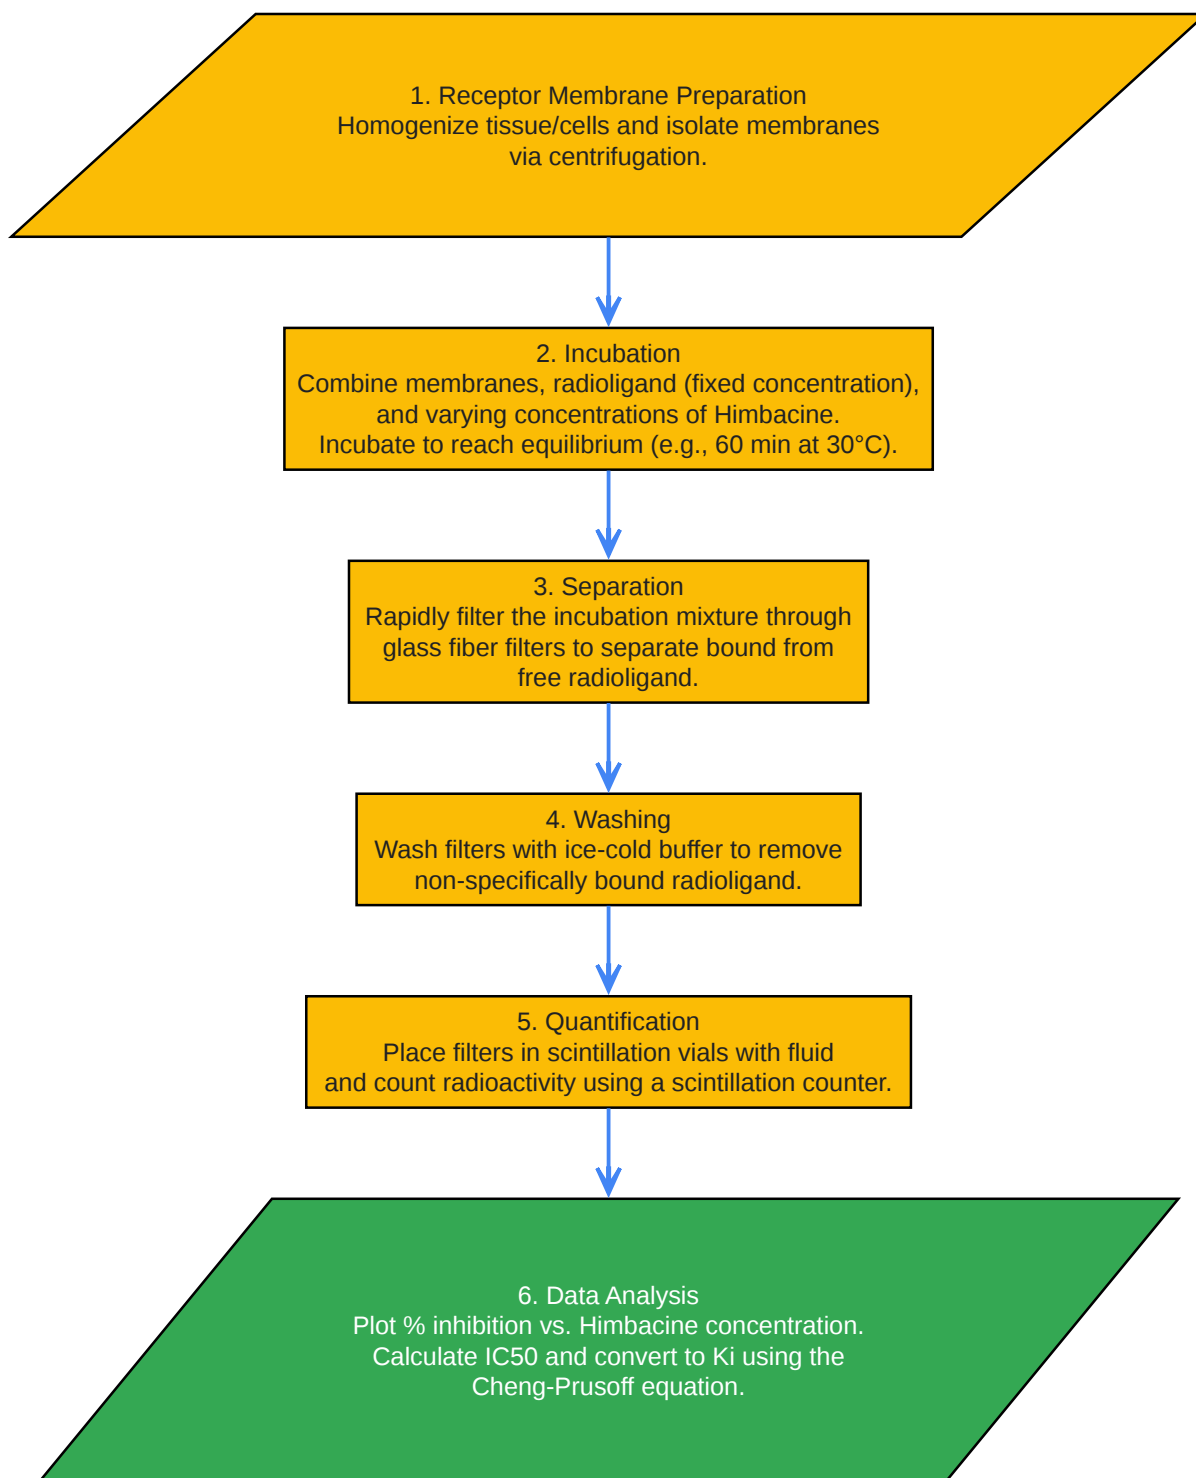 1. Receptor Membrane Preparation
Homogenize tissue/cells and isolate membranes
via centrifugation.
2. Incubation
Combine membranes, radioligand (fixed concentration),
and varying concentrations of Himbacine.
Incubate to reach equilibrium (e.g., 60 min at 30°C).
3. Separation
Rapidly filter the incubation mixture through
glass fiber filters to separate bound from
free radioligand.
4. Washing
Wash filters with ice-cold buffer to remove
non-specifically bound radioligand.
5. Quantification
Place filters in scintillation vials with fluid
and count radioactivity using a scintillation counter.
6. Data Analysis
Plot % inhibition vs. Himbacine concentration.
Calculate IC50 and convert to Ki using the
Cheng-Prusoff equation.